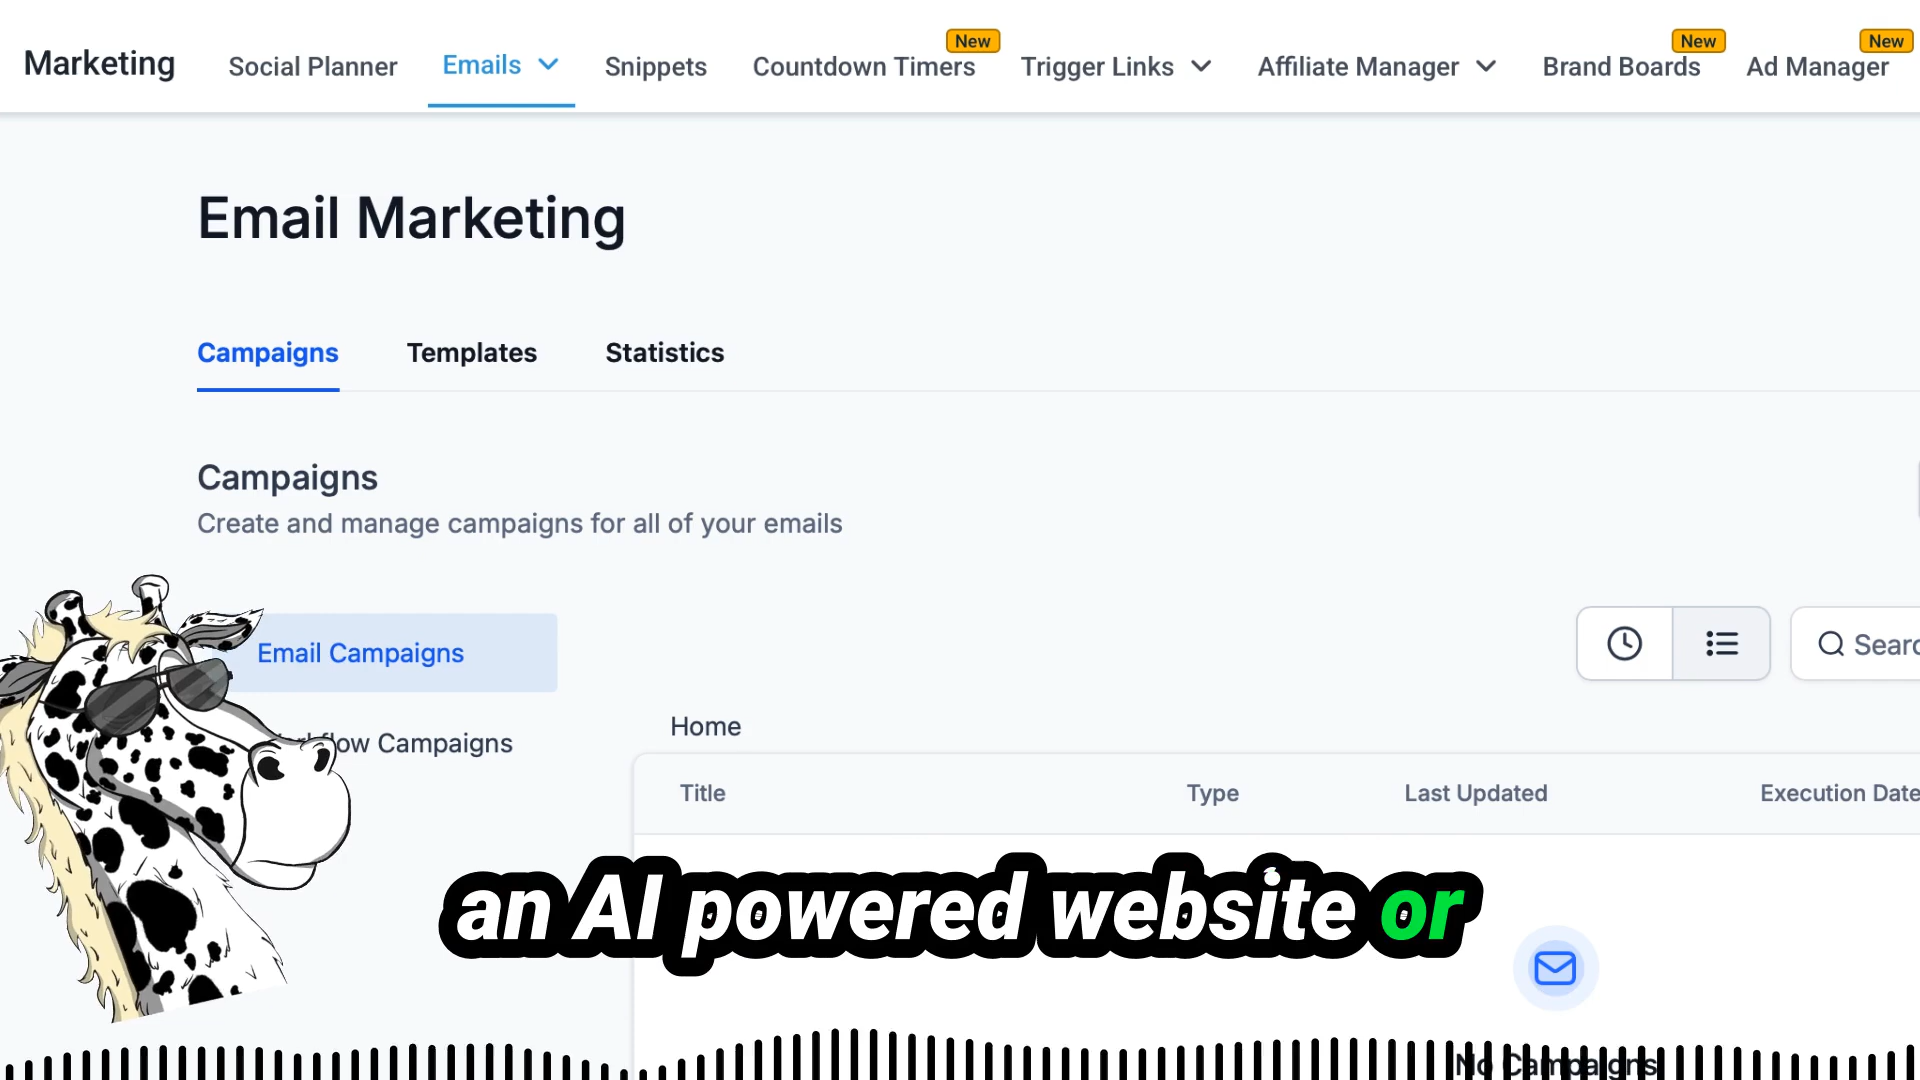 New New New
Marketing Social Planner Emails Snippets Countdown Timers Trigger Links Affiliate Manager Brand Boards Ad Manager
Email Marketing
Campaigns Templates Statistics
Campaigns
Create and manage campaigns for all of your emails
Email Campaigns
Campaigns
Home
Title Type Last Updated Execution Date
an AI powered website or
No Campaigns